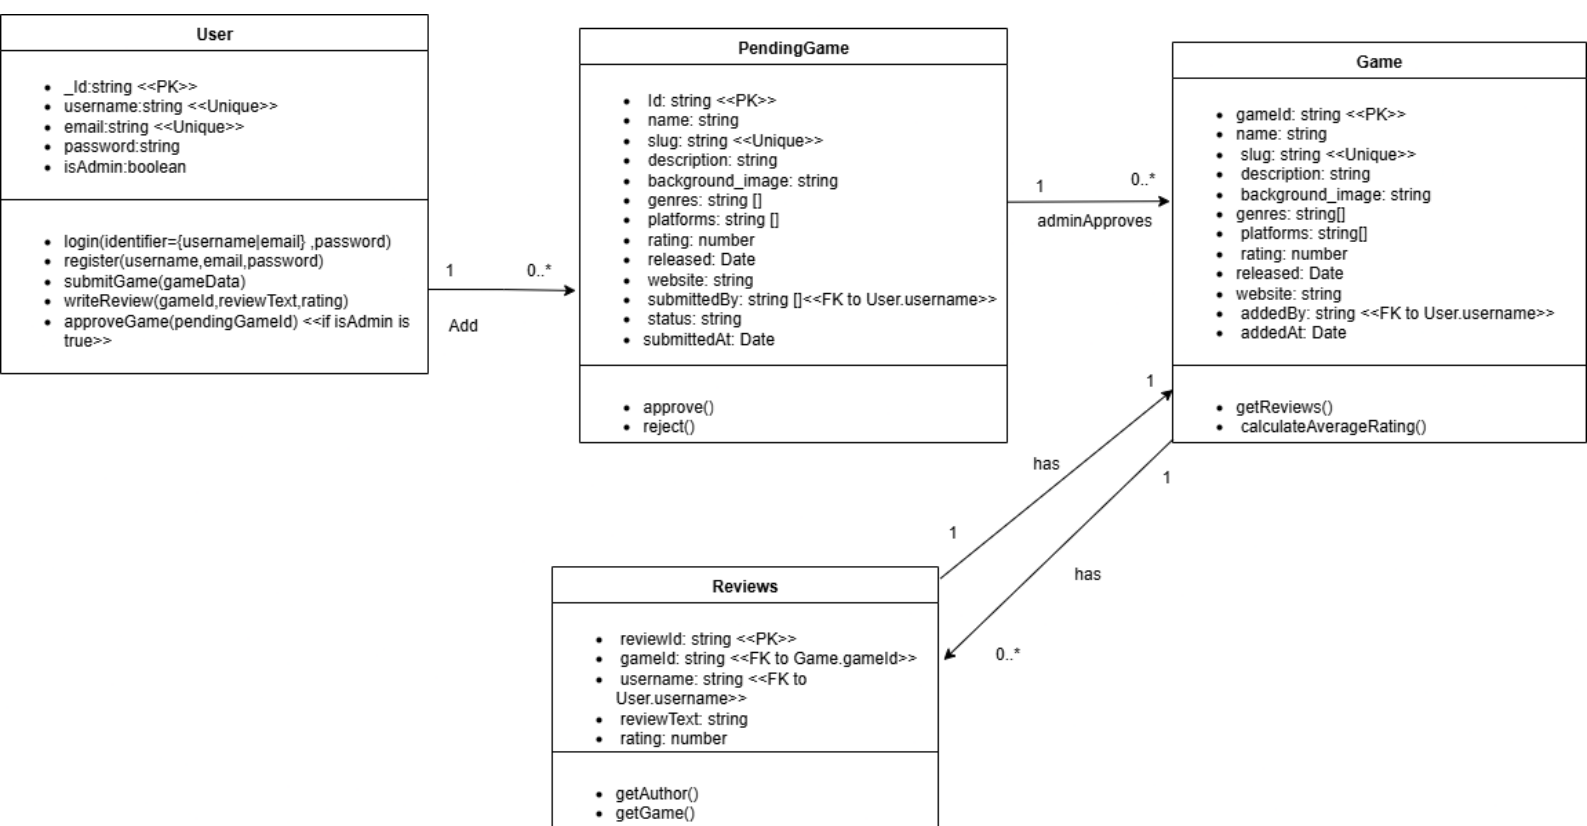 User
_Id:string <<PK>>
username:string <<Unique>>
email:string <<Unique>>
password:string
isAdmin:boolean
login(identifier={username|email} ,password)
register(username,email,password)
submitGame(gameData)
writeReview(gameId,reviewText,rating)
approveGame(pendingGameId) <<if isAdmin is
true>>
1
0..*
Add
PendingGame
Id: string <<PK>>
name: string
slug: string <<Unique>>
description: string
background_image: string
genres: string []
platforms: string []
rating: number
released: Date
website: string
submittedBy: string []<<FK to User.username>>
status: string
submittedAt: Date
approve()
reject()
1
0..*
adminApproves
Game
gameId: string <<PK>>
name: string
slug: string <<Unique>>
description: string
background_image: string
genres: string[]
platforms: string[]
rating: number
released: Date
website: string
addedBy: string <<FK to User.username>>
addedAt: Date
getReviews()
calculateAverageRating()
1
has
1
1
has
0..*
Reviews
reviewId: string <<PK>>
gameId: string <<FK to Game.gameId>>
username: string <<FK to
User.username>>
reviewText: string
rating: number
getAuthor()
getGame()